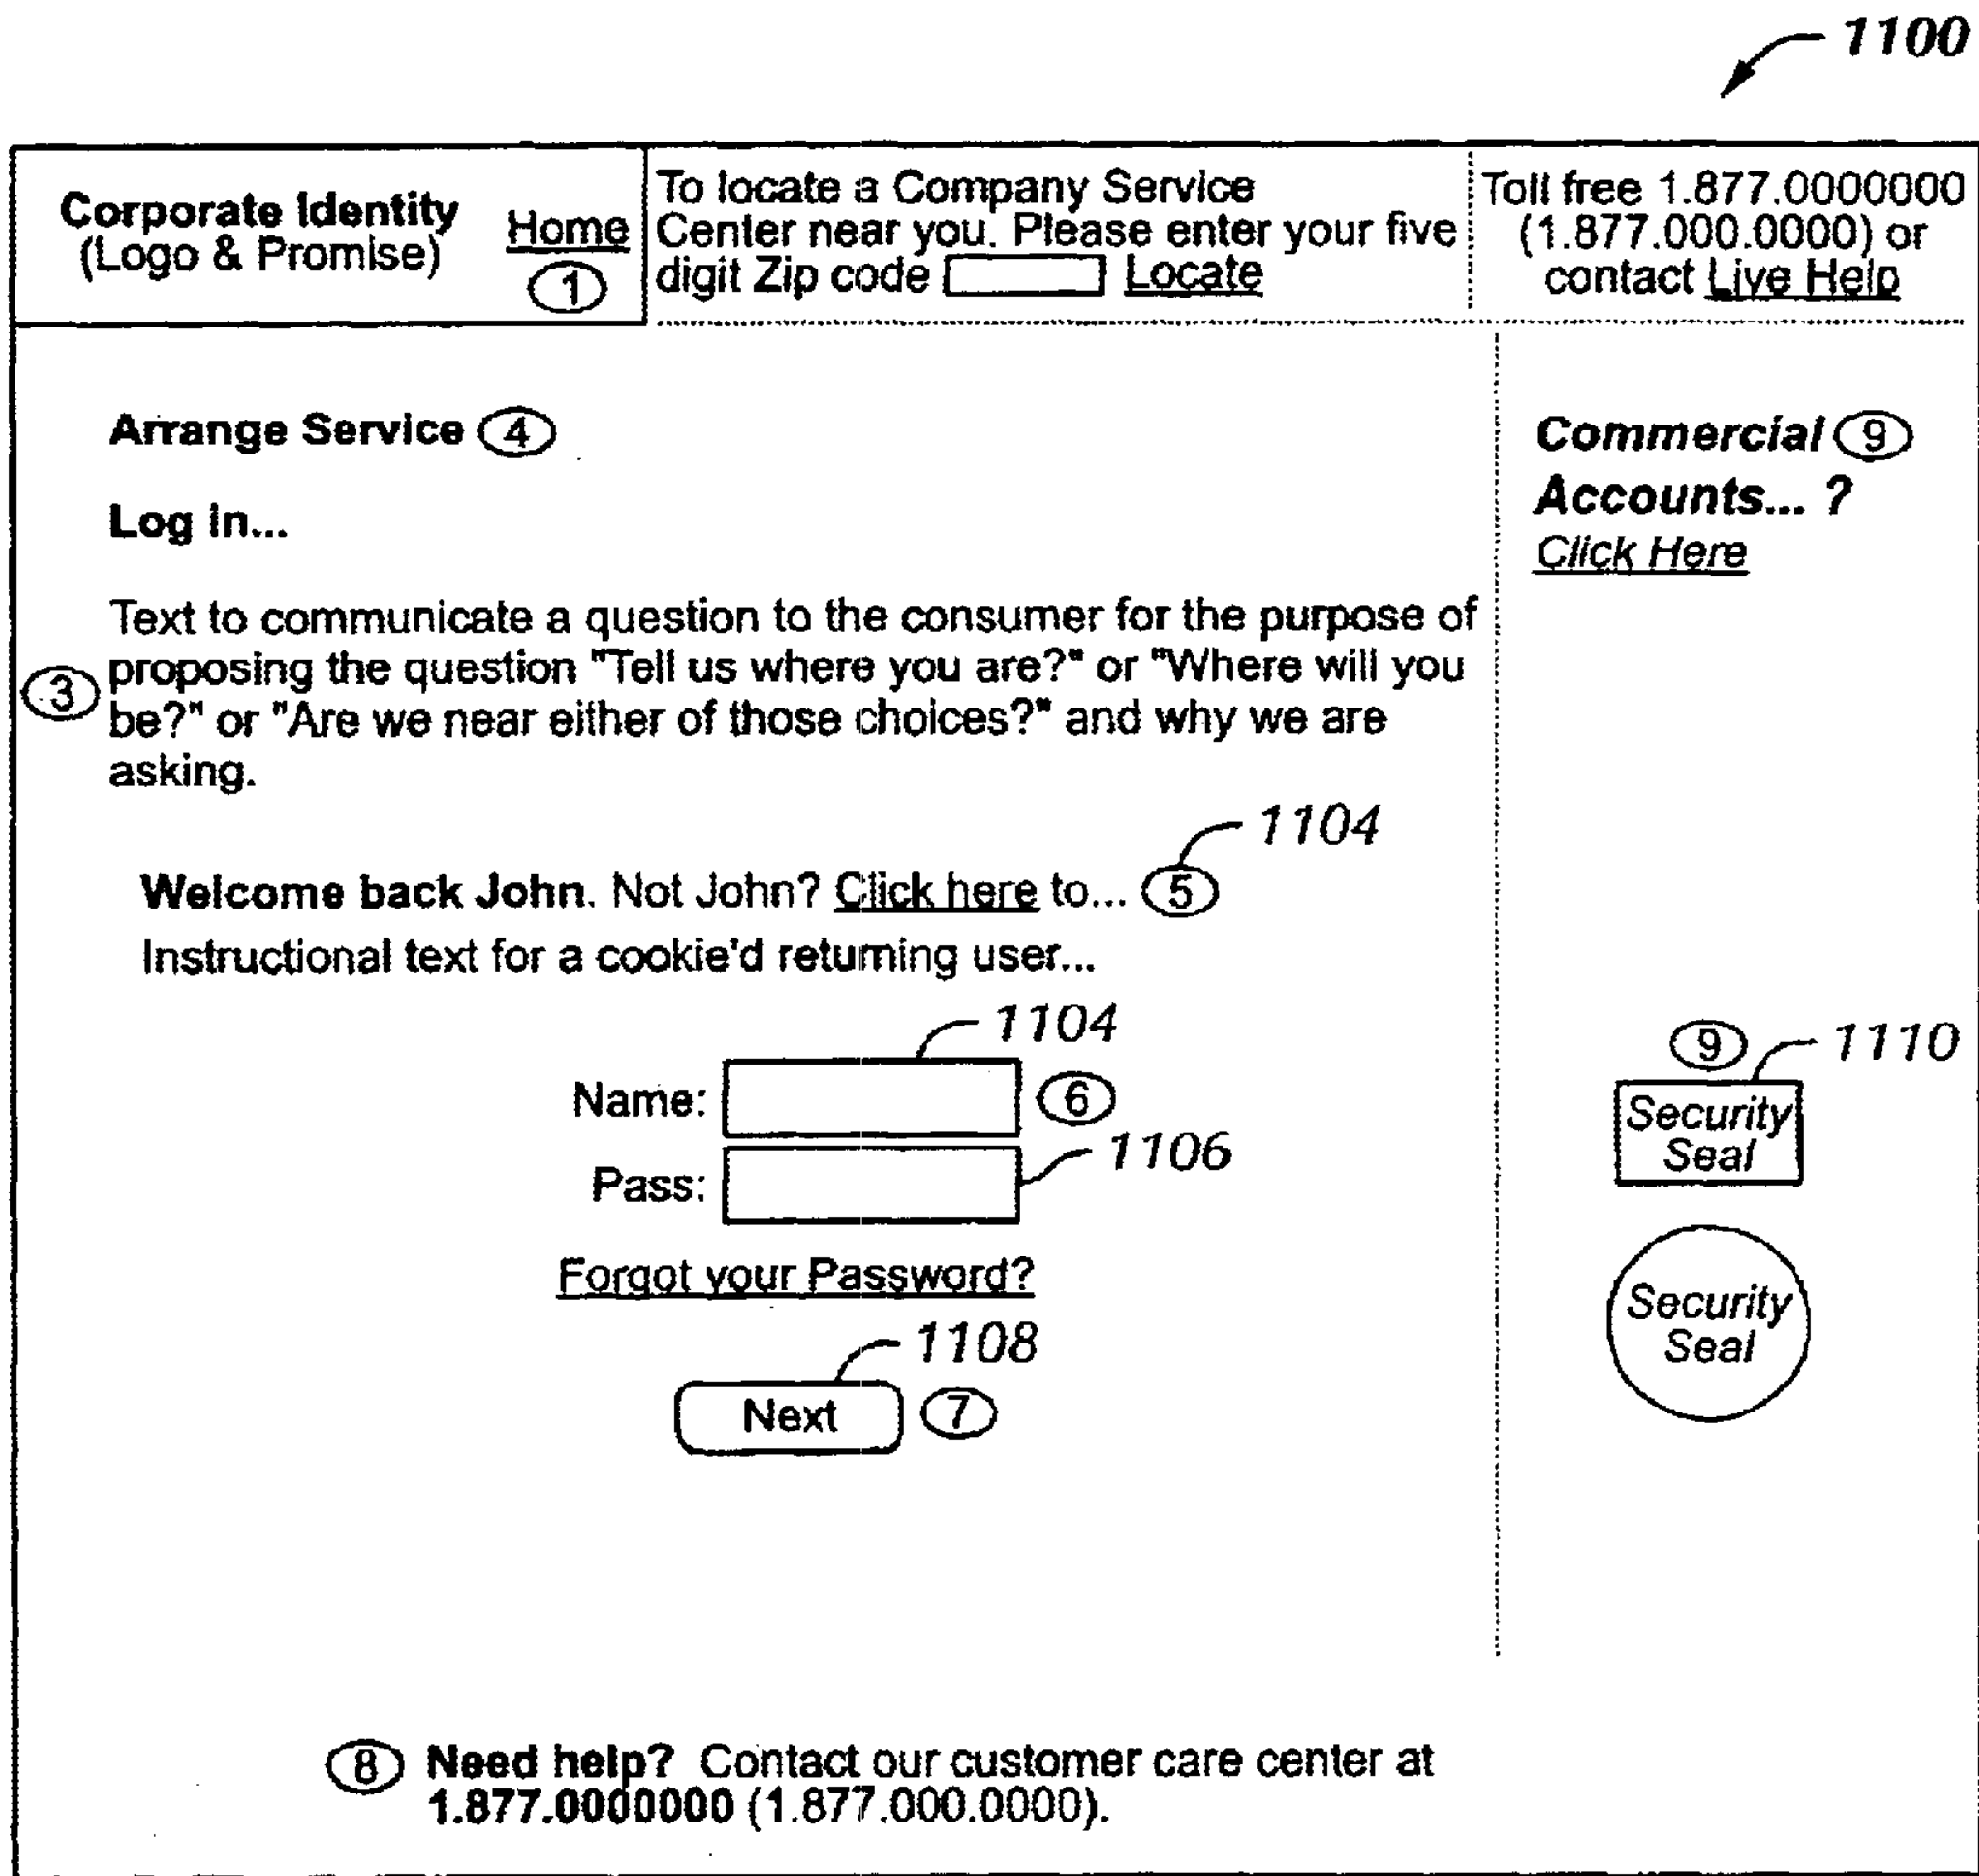 1100
Corporate Identity
(Logo & Promise)
Home
1
To locate a Company Service
Center near you. Please enter your five
digit Zip code Locate
Toll free 1.877.0000000
(1.877.000.0000) or
contact Live Help
Arrange Service 4
Log In...
3
Text to communicate a question to the consumer for the purpose of
proposing the question "Tell us where you are?" or "Where will you
be?" or "Are we near either of those choices?" and why we are
asking.
1104
Welcome back John. Not John? Click here to... 5
Instructional text for a cookie'd returning user...
1104
Name: 6
1106
Pass:
Forgot your Password?
1108
Next 7
Commercial 9
Accounts... ?
Click Here
9 1110
Security
Seal
Security
Seal
8 Need help? Contact our customer care center at
1.877.0000000 (1.877.000.0000).